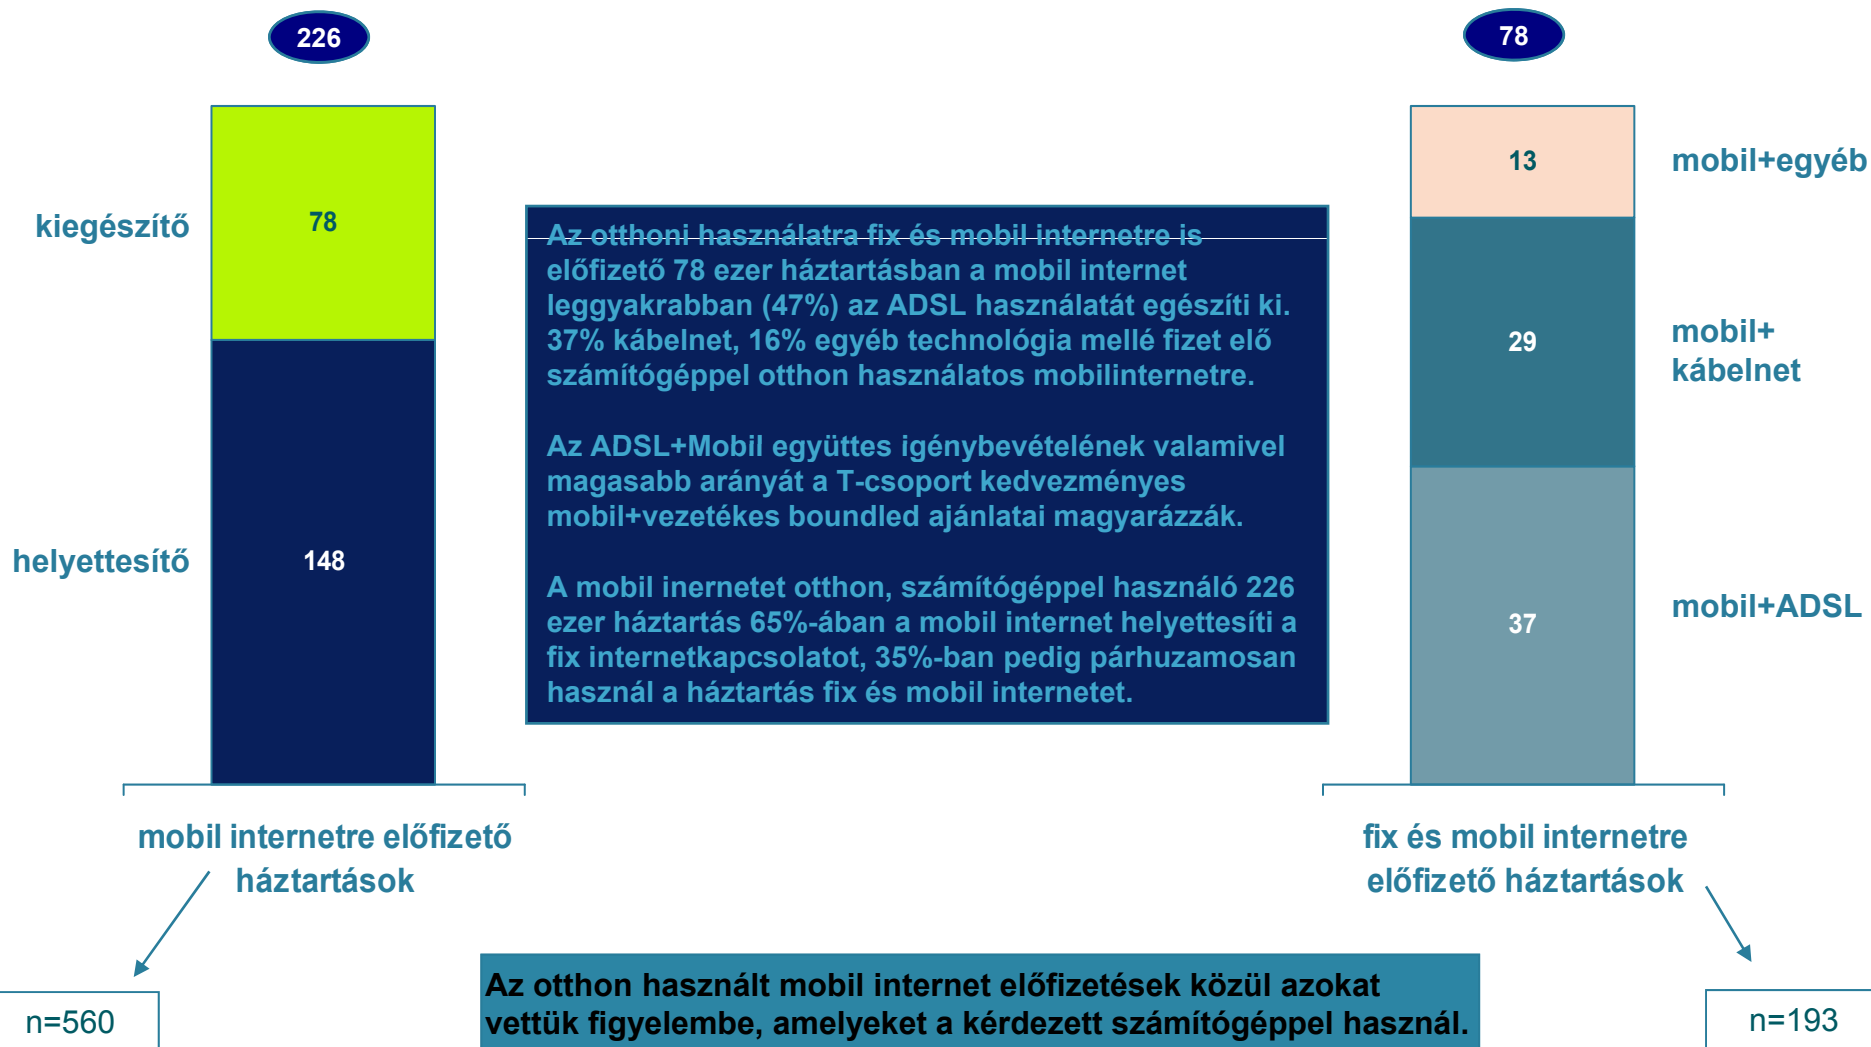 226
78
kiegészítő
78
helyettesítő
148
Az otthoni használatra fix és mobil internetre is
előfizető 78 ezer háztartásban a mobil internet
leggyakrabban (47%) az ADSL használatát egészíti ki.
37% kábelnet, 16% egyéb technológia mellé fizet elő
számítógéppel otthon használatos mobilinternetre.
Az ADSL+Mobil együttes igénybevételének valamivel
magasabb arányát a T-csoport kedvezményes
mobil+vezetékes boundled ajánlatai magyarázzák.
A mobil inernetet otthon, számítógéppel használó 226
ezer háztartás 65%-ában a mobil internet helyettesíti a
fix internetkapcsolatot, 35%-ban pedig párhuzamosan
használ a háztartás fix és mobil internetet.
13
mobil+egyéb
29
mobil+
kábelnet
37
mobil+ADSL
mobil internetre előfizető
háztartások
fix és mobil internetre
előfizető háztartások
n=560
Az otthon használt mobil internet előfizetések közül azokat
vettük figyelembe, amelyeket a kérdezett számítógéppel használ.
n=193